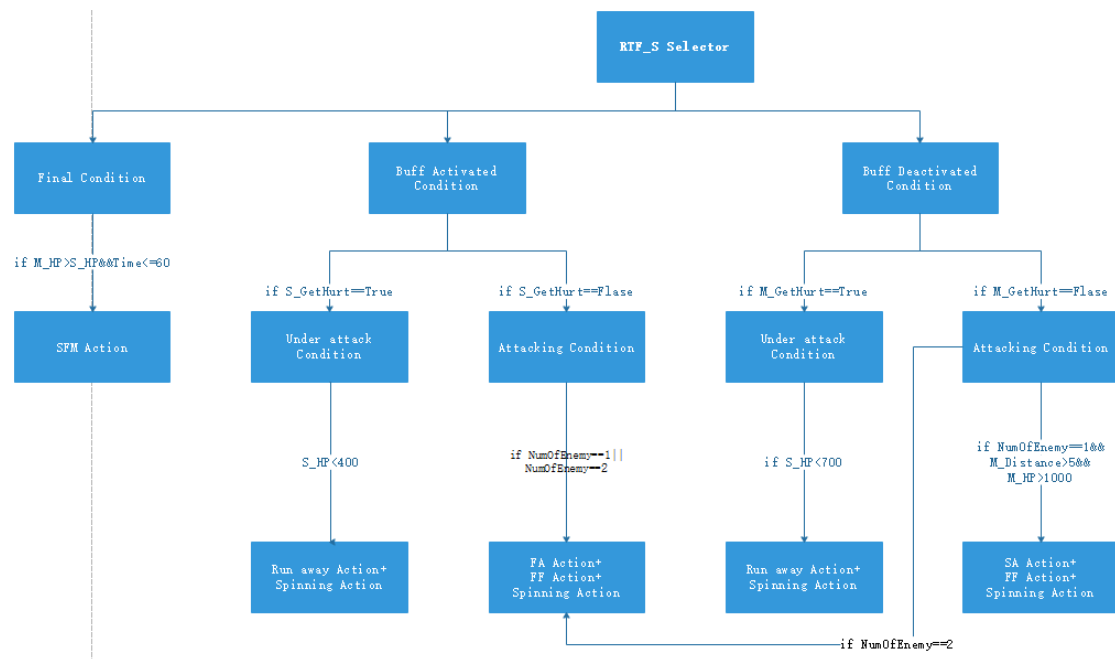 RTF_S Selector
Final Condition
Buff Activated
Condition
Buff Deactivated
Condition
if M_HP>S_HP&&Time<=60
if S_GetHurt==True
if S_GetHurt==Flase
if M_GetHurt==True
if M_GetHurt==Flase
SFM Action
Under attack
Condition
Attacking Condition
Under attack
Condition
Attacking Condition
S_HP<400
if NumOfEnemy==1||
NumOfEnemy==2
if S_HP<700
if NumOfEnemy==1&&
M_Distance>5&&
M_HP>1000
Run away Action+
Spinning Action
FA Action+
FF Action+
Spinning Action
Run away Action+
Spinning Action
SA Action+
FF Action+
Spinning Action
if NumOfEnemy==2